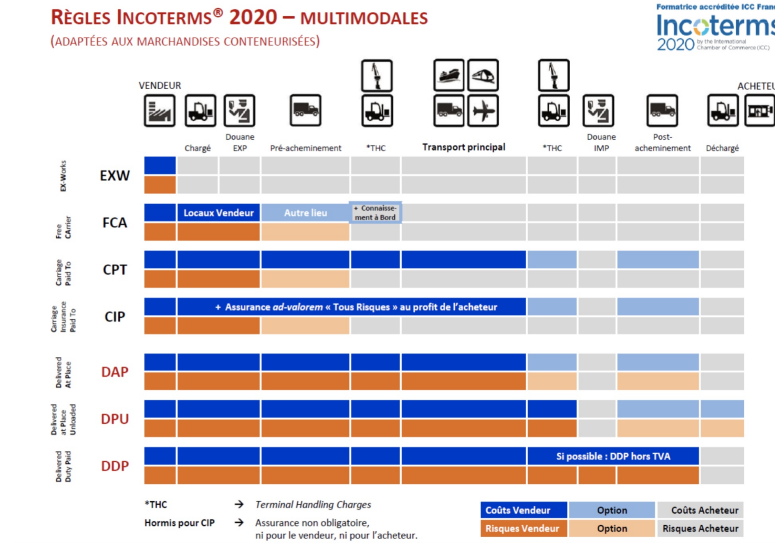 RÈGLES INCOTERMS® 2020 – MULTIMODALES
(ADAPTÉES AUX MARCHANDISES CONTENEURISÉES)
Formatrice accréditée ICC Franc
Incoterms
2020 by the International
Chamber of Commerce (ICC)
VENDEUR
ACHETEU
Chargé
Douane
EXP
Pré-acheminement
*THC
Transport principal
*THC
Douane
IMP
Post-
acheminement
Déchargé
EX-Works
EXW
Free
CArrier
FCA
Locaux Vendeur
Autre lieu
+ Connaisse-
ment à Bord
Carriage
Paid To
CPT
Carriage
Insurance
Paid To
CIP
+ Assurance ad-valorem « Tous Risques » au profit de l’acheteur
Delivered
At Place
DAP
Delivered
at Place
Unloaded
DPU
Delivered
Duty Paid
DDP
Si possible : DDP hors TVA
*THC → Terminal Handling Charges
Hormis pour CIP → Assurance non obligatoire,
ni pour le vendeur, ni pour l’acheteur.
Coûts Vendeur Option Coûts Acheteur
Risques Vendeur Option Risques Acheteur